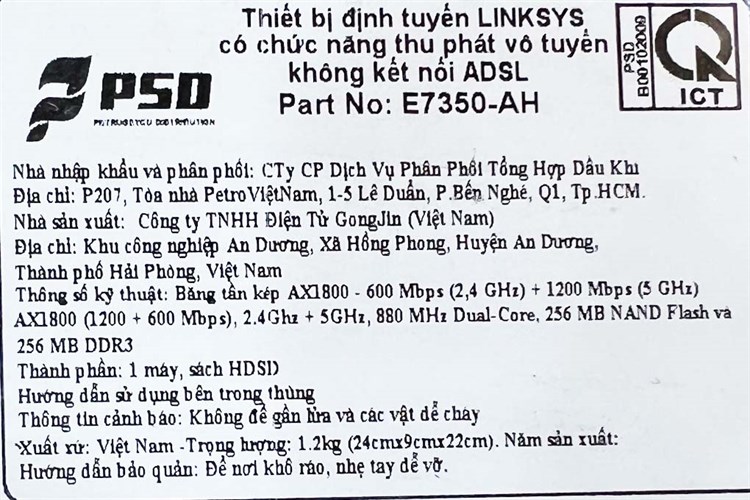 Thiết bị định tuyến LINKSYS
có chức năng thu phát vô tuyến
không kết nối ADSL
Part No: E7350-AH
PSD
PETROSETCO DISTRIBUTION
PSD
B00102009
ICT
Nhà nhập khẩu và phân phối: CTy CP Dịch Vụ Phân Phối Tổng Hợp Dầu Khí
Địa chỉ: P207, Tòa nhà PetroViệtNam, 1-5 Lê Duẩn, P.Bến Nghé, Q1, Tp.HCM.
Nhà sản xuất: Công ty TNHH Điện Tử GongJin (Việt Nam)
Địa chỉ: Khu công nghiệp An Dương, Xã Hồng Phong, Huyện An Dương,
Thành phố Hải Phòng, Việt Nam
Thông số kỹ thuật: Băng tần kép AX1800 - 600 Mbps (2,4 GHz) + 1200 Mbps (5 GHz)
AX1800 (1200 + 600 Mbps), 2.4Ghz + 5GHz, 880 MHz Dual-Core, 256 MB NAND Flash và
256 MB DDR3
Thành phần: 1 máy, sách HDSD
Hướng dẫn sử dụng bên trong thùng
Thông tin cảnh báo: Không để gần lửa và các vật dễ cháy
Xuất xứ: Việt Nam -Trọng lượng: 1.2kg (24cmx9cmx22cm). Năm sản xuất:
Hướng dẫn bảo quản: Để nơi khô ráo, nhẹ tay dễ vỡ.